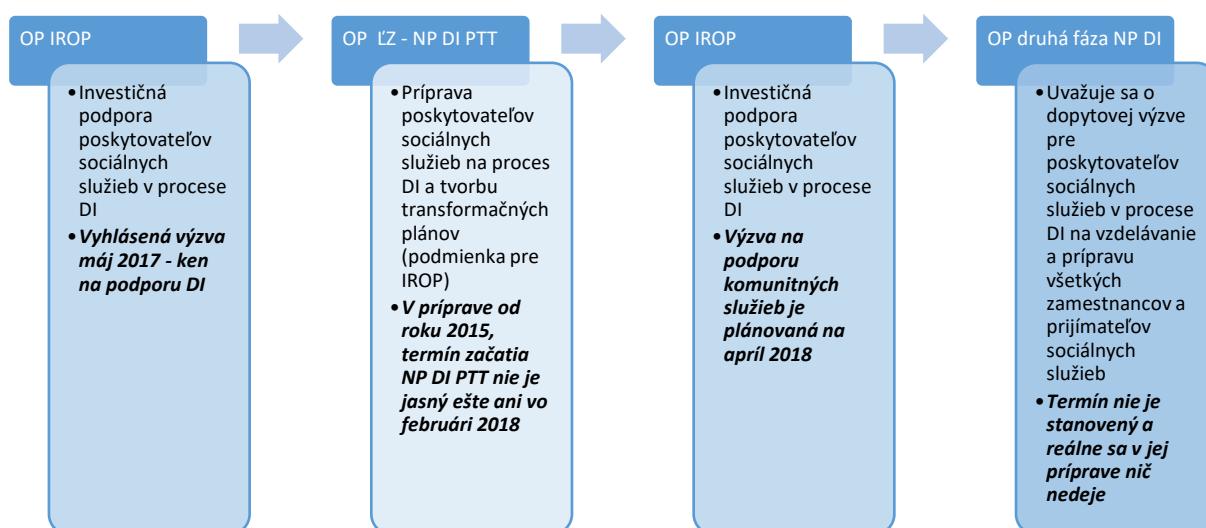 OP IROP
•Investičná
podpora
poskytovateľov
sociálnych
služieb v procese
DI
•Vyhlásená výzva
máj 2017 - ken
na podporu DI
OP ĽZ - NP DI PTT
•Príprava
poskytovateľov
sociálnych
služieb na proces
DI a tvorbu
transformačných
plánov
(podmienka pre
IROP)
•V príprave od
roku 2015,
termín začatia
NP DI PTT nie je
jasný ešte ani vo
februári 2018
OP IROP
•Investičná
podpora
poskytovateľov
sociálnych
služieb v procese
DI
•Výzva na
podporu
komunitných
služieb je
plánovaná na
apríl 2018
OP druhá fáza NP DI
•Uvažuje sa o
dopytovej výzve
pre
poskytovateľov
sociálnych
služieb v procese
DI na vzdelávanie
a prípravu
všetkých
zamestnancov a
prijímateľov
sociálnych
služieb
•Termín nie je
stanovený a
reálne sa v jej
príprave nič
nedeje